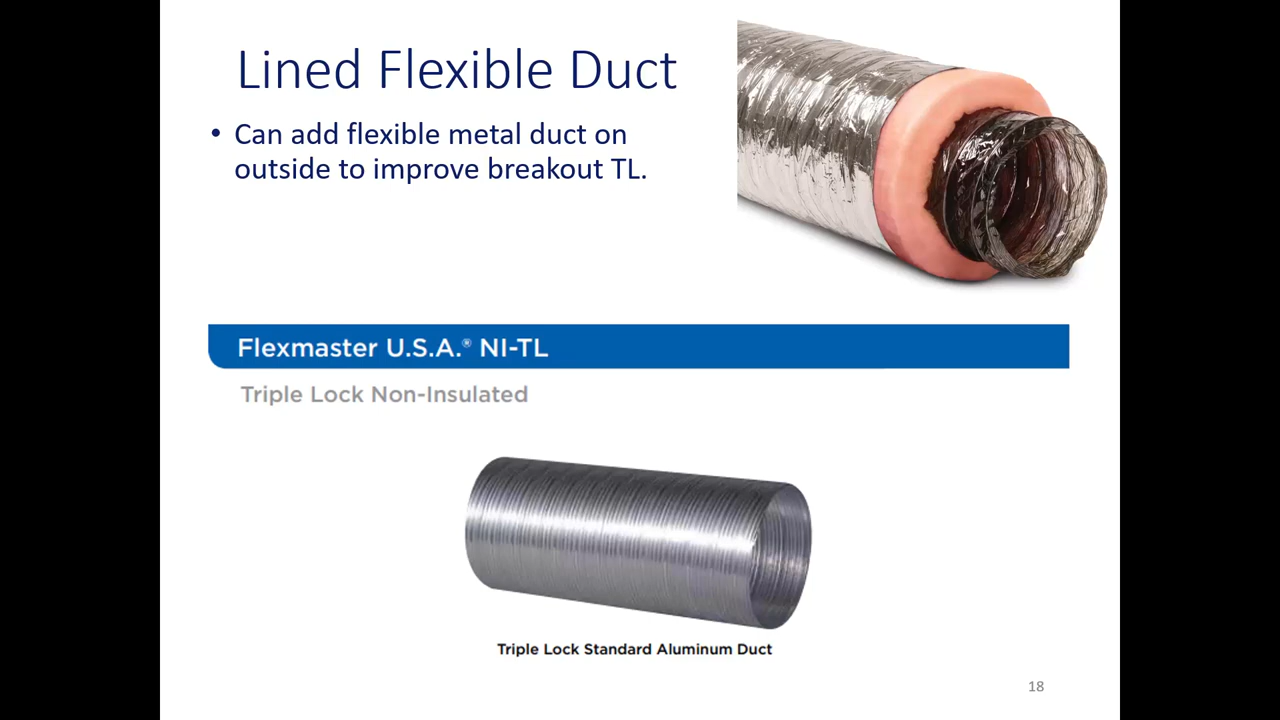 Lined Flexible Duct
• Can add flexible metal duct on
outside to improve breakout TL.
Flexmaster U.S.A.® NI-TL
Triple Lock Non-Insulated
Triple Lock Standard Aluminum Duct
18